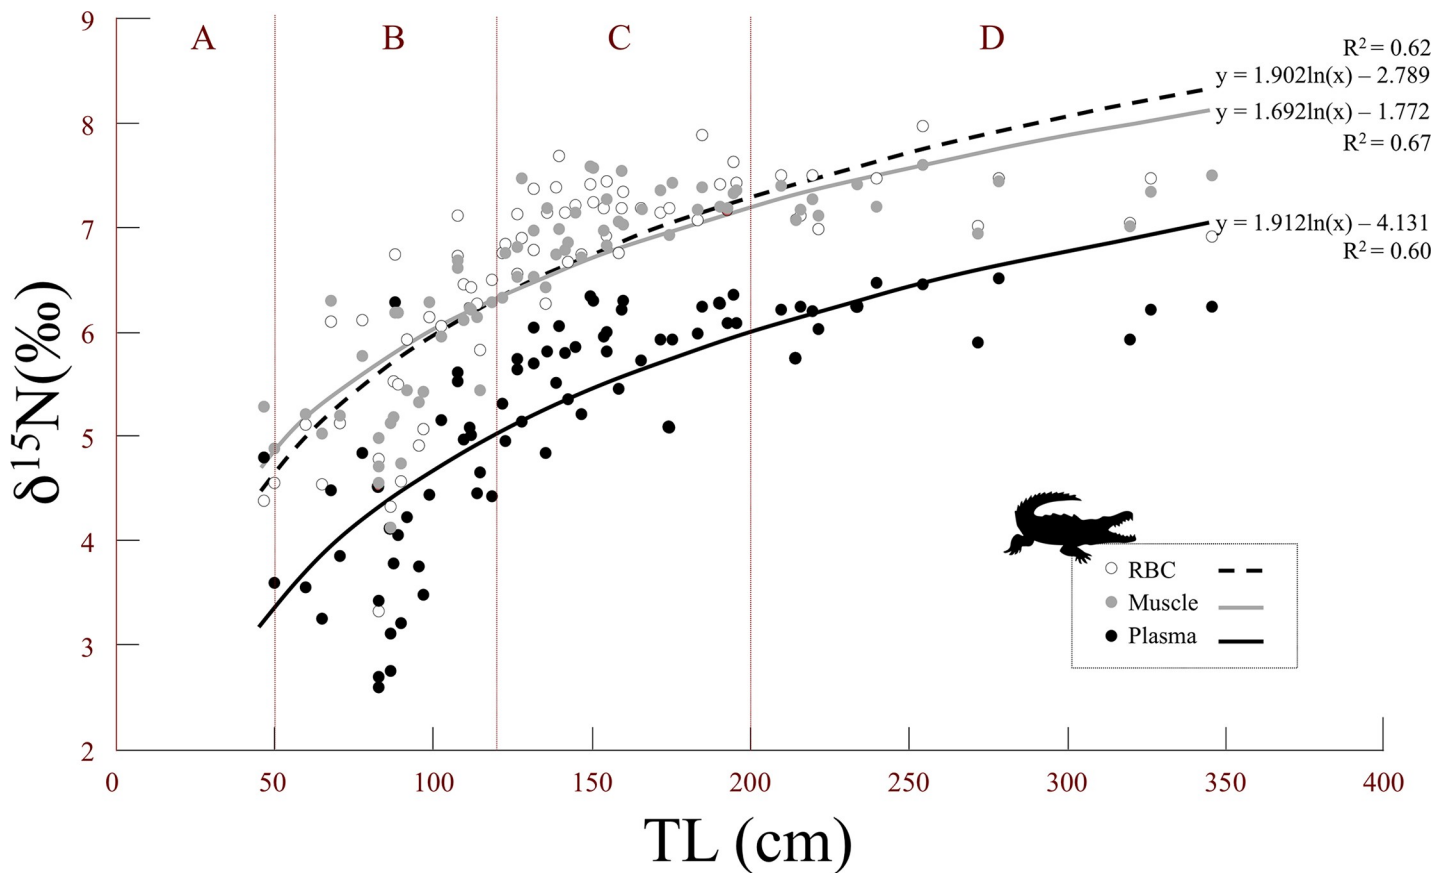 A B C D
R² = 0.62
y = 1.902ln(x) – 2.789
y = 1.692ln(x) – 1.772
R² = 0.67
y = 1.912ln(x) – 4.131
R² = 0.60
9
8
7
6
5
4
3
2
δ¹⁵N(‰)
RBC
Muscle
Plasma
0 50 100 150 200 250 300 350 400
TL (cm)